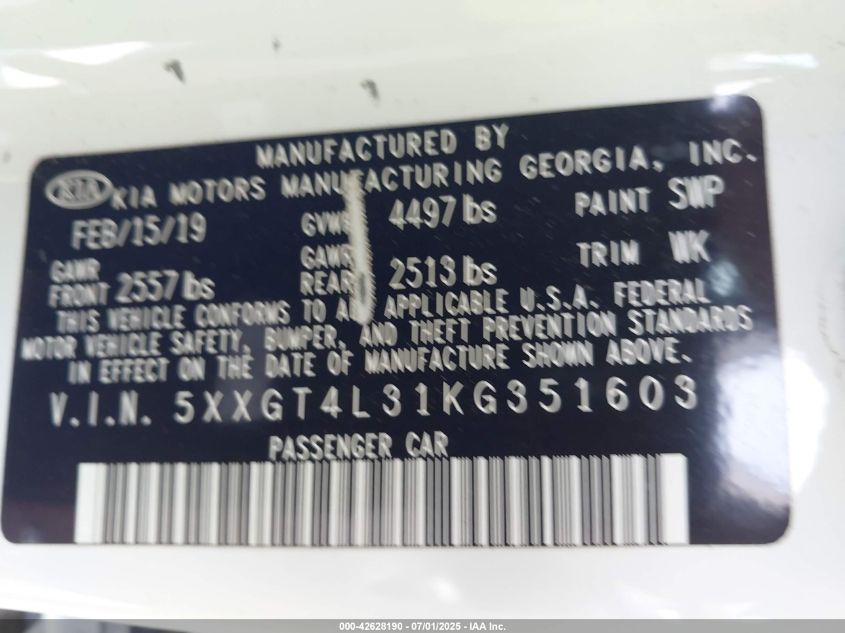 MANUFACTURED BY
KIA KIA MOTORS MANUFACTURING GEORGIA, INC.
FEB/15/19 GVWR 4497 lbs PAINT SWP
GAWR FRONT 2557 lbs GAWR REAR 2513 lbs TRIM WK
THIS VEHICLE CONFORMS TO ALL APPLICABLE U.S.A. FEDERAL
MOTOR VEHICLE SAFETY, BUMPER, AND THEFT PREVENTION STANDARDS
IN EFFECT ON THE DATE OF MANUFACTURE SHOWN ABOVE.
V.I.N. 5XXGT4L31KG351603
PASSENGER CAR
000-42628190 - 07/01/2025 - IAA Inc.